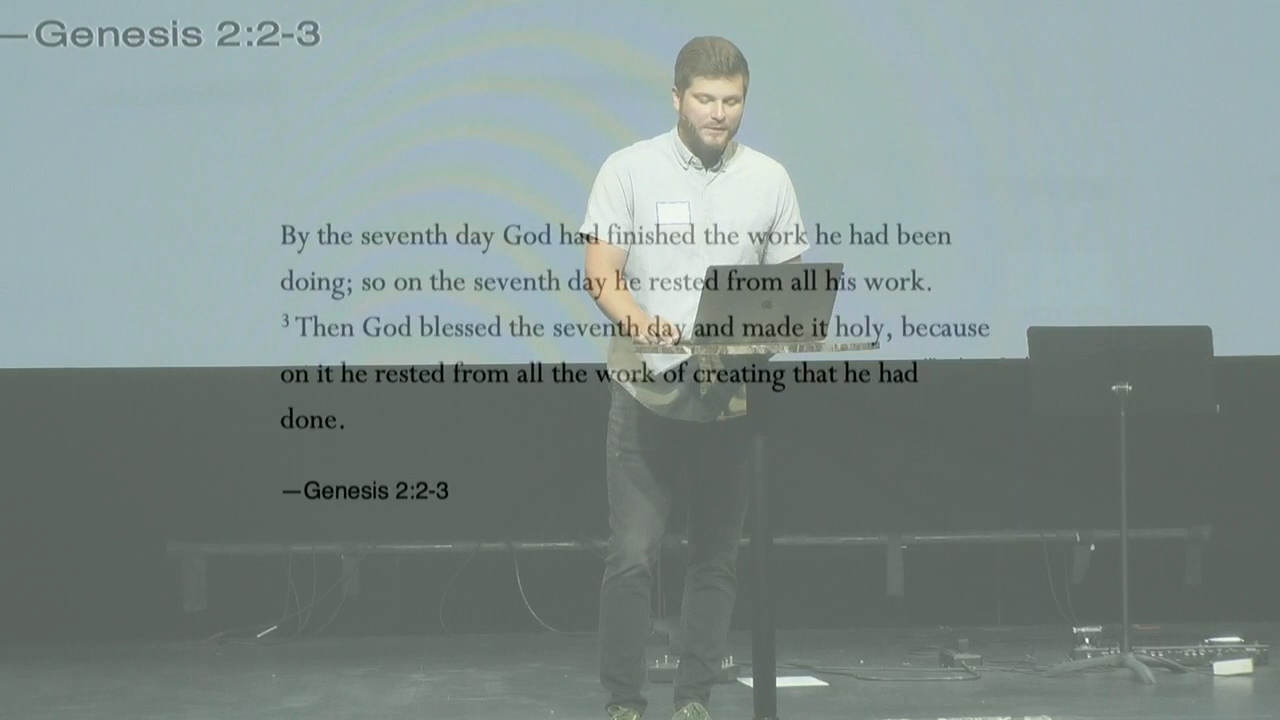 —Genesis 2:2-3
By the seventh day God had finished the work he had been
doing; so on the seventh day he rested from all his work.
3 Then God blessed the seventh day and made it holy, because
on it he rested from all the work of creating that he had
done.
—Genesis 2:2-3